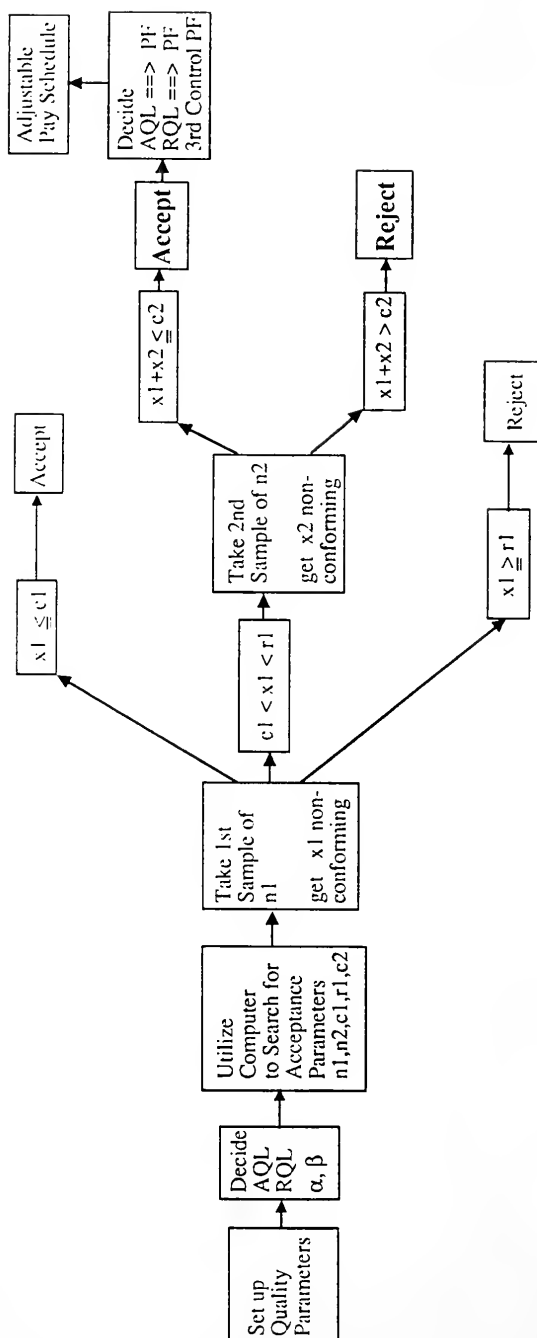 Set up
Quality
Parameters
Decide
AQL
RQL
α, β
Utilize
Computer
to Search for
Acceptance
Parameters
n1,n2,c1,r1,c2
Take 1st
Sample of
n1
get x1 non-
conforming
x1 ≦ c1
Accept
c1 < x1 < r1
x1 ≧ r1
Reject
Take 2nd
Sample of n2
get x2 non-
conforming
x1+x2 ≦ c2
Accept
x1+x2 > c2
Reject
Decide
AQL ==> PF
RQL ==> PF
3rd Control PF
Adjustable
Pay Schedule